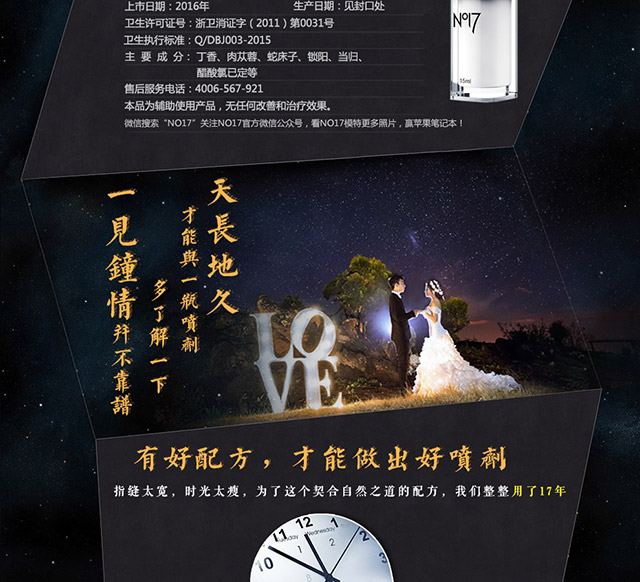 上市日期：2016年 生产日期：见封口处
卫生许可证号：浙卫消证字（2011）第0031号
卫生执行标准：Q/DBJ003-2015
主 要 成 分：丁香、肉苁蓉、蛇床子、锁阳、当归、
醋酸氯已定等
售后服务电话：4006-567-921
本品为辅助使用产品，无任何改善和治疗效果。
微信搜索“NO17”关注NO17官方微信公众号，看NO17模特更多照片，赢苹果笔记本！
No17
15ml
天長地久
才能與一瓶噴劑
多了解一下
一見鐘情幷不靠譜
LOVE
有好配方，才能做出好噴劑
指缝太宽，时光太瘦，为了这个契合自然之道的配方，我们整整用了17年
11 12 1
Tuesday Wednesday
10 1 2 2